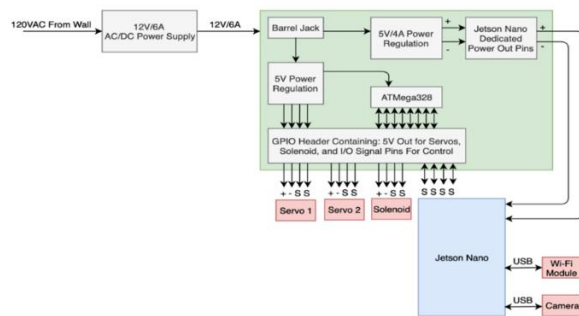 120VAC From Wall
12V/6A
AC/DC Power Supply
12V/6A
Barrel Jack
5V/4A Power
Regulation
+
-
Jetson Nano
Dedicated
Power Out Pins
+
-
5V Power
Regulation
ATMega328
GPIO Header Containing: 5V Out for Servos,
Solenoid, and I/O Signal Pins For Control
+ - S S
+ - S S
+ - S S
S S S S
Servo 1
Servo 2
Solenoid
Jetson Nano
USB
Wi-Fi
Module
USB
Camera